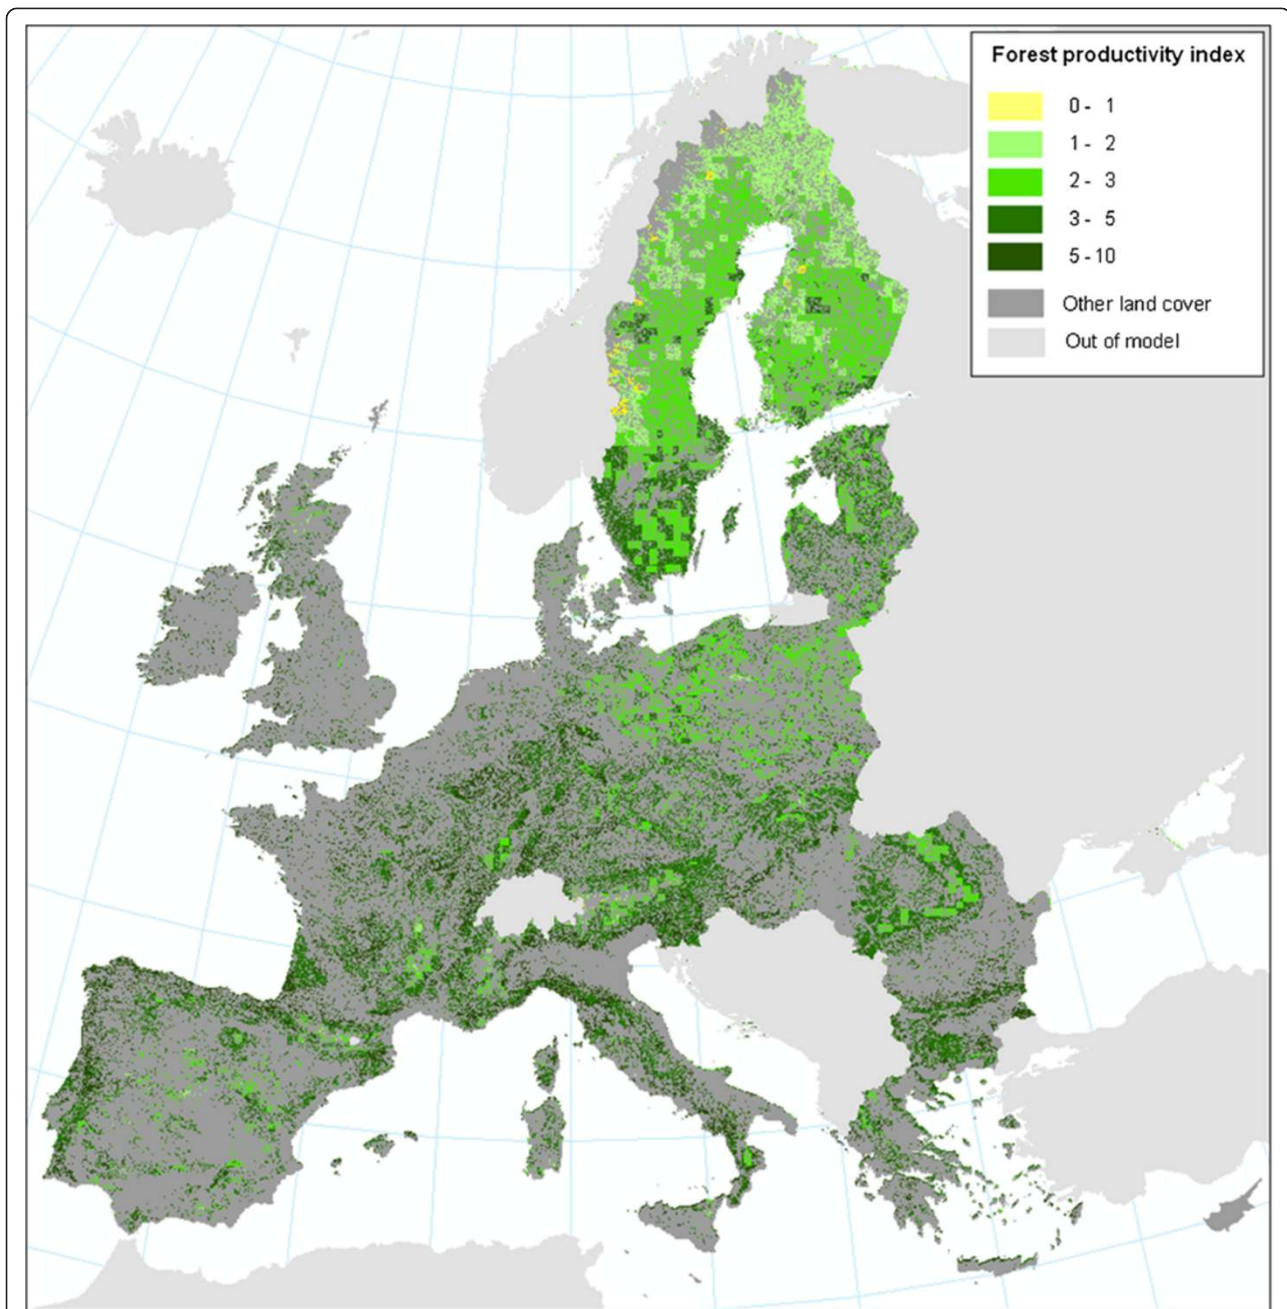 Forest productivity index
0 - 1
1 - 2
2 - 3
3 - 5
5 - 10
Other land cover
Out of model